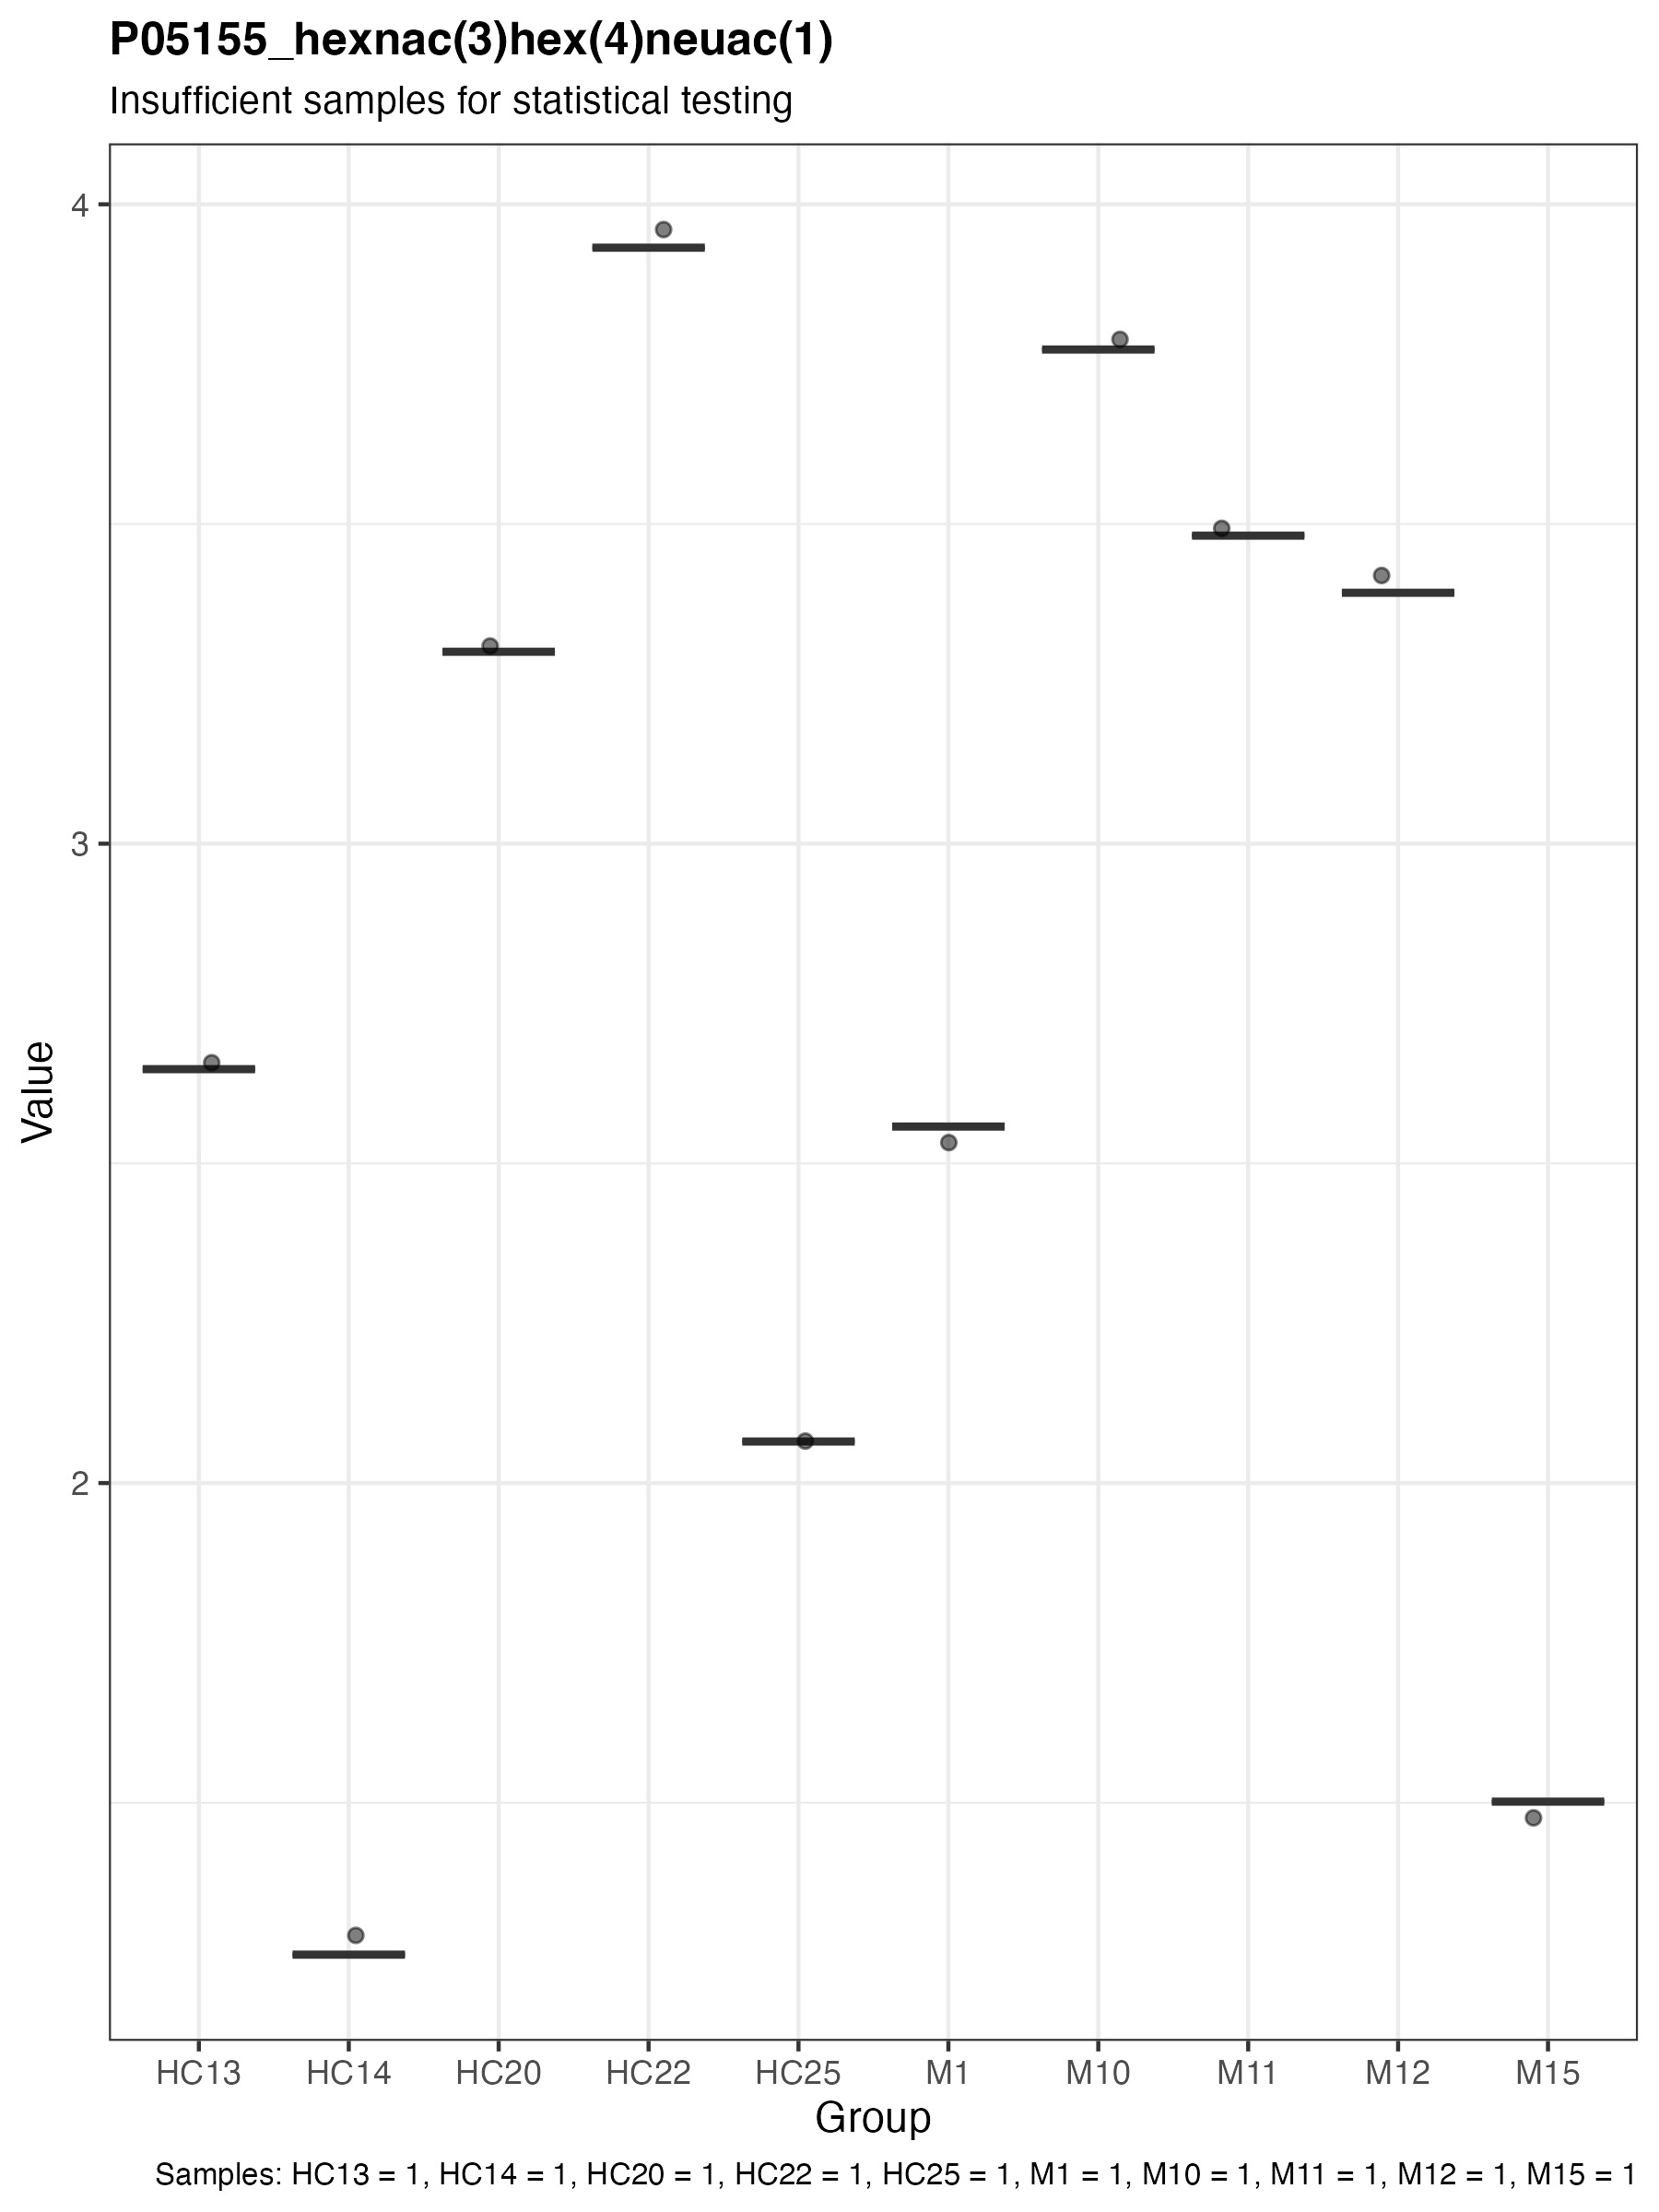 P05155_hexnac(3)hex(4)neuac(1)
Insufficient samples for statistical testing
4
3
2
Value
HC13 HC14 HC20 HC22 HC25 M1 M10 M11 M12 M15
Group
Samples: HC13 = 1, HC14 = 1, HC20 = 1, HC22 = 1, HC25 = 1, M1 = 1, M10 = 1, M11 = 1, M12 = 1, M15 = 1